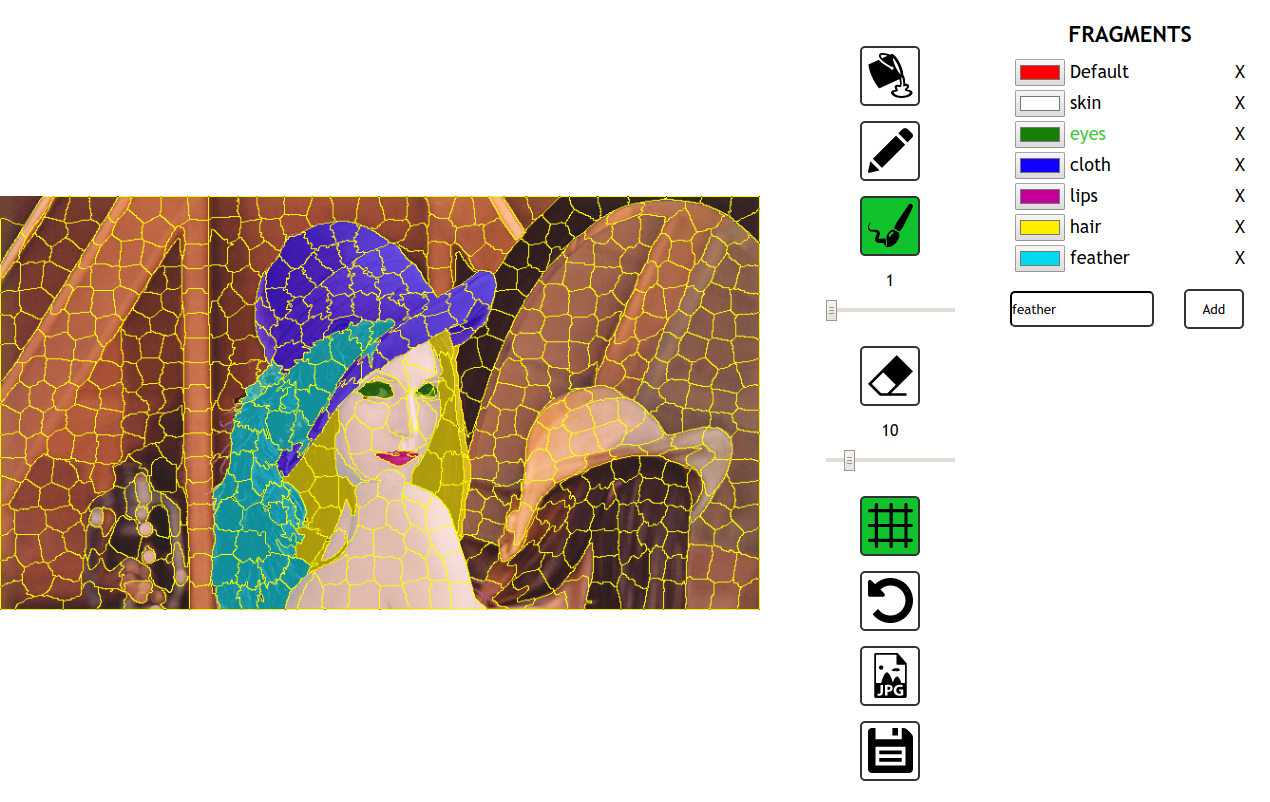 FRAGMENTS
Default X
skin X
eyes X
cloth X
lips X
hair X
feather X
feather Add
1
10
JPG